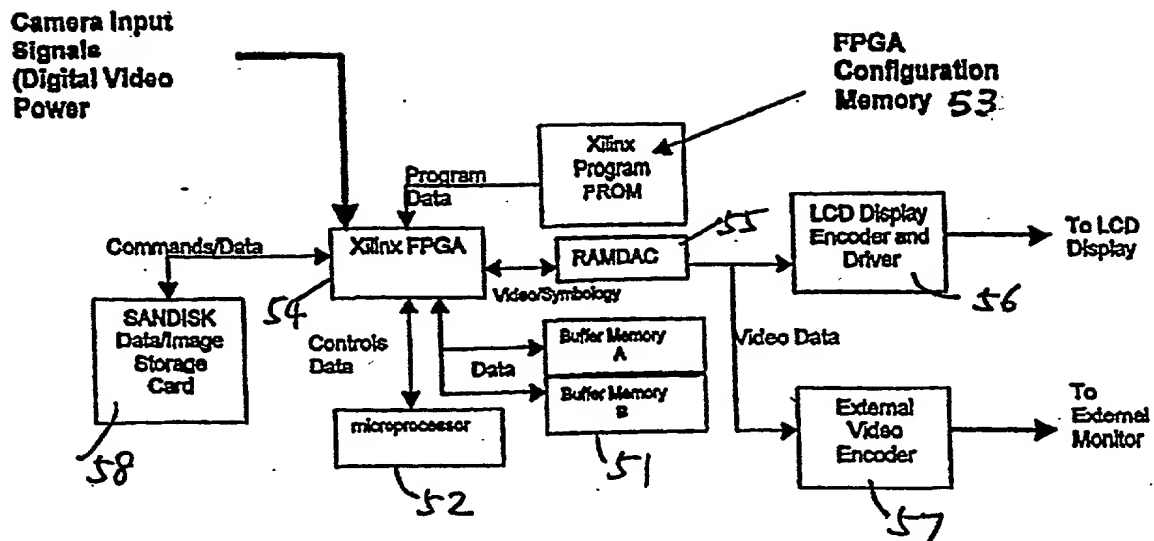 Camera Input
Signals
(Digital Video
Power
FPGA
Configuration
Memory 53
Xilinx
Program
PROM
Program
Data
55
LCD Display
Encoder and
Driver
To LCD
Display
Commands/Data
Xilinx FPGA
RAMDAC
54
Video/Symbology
56
SANDISK
Data/Image
Storage
Card
Controls
Data
Data
Buffer Memory
A
Buffer Memory
B
Video Data
microprocessor
External
Video
Encoder
To
External
Monitor
58
52
51
57